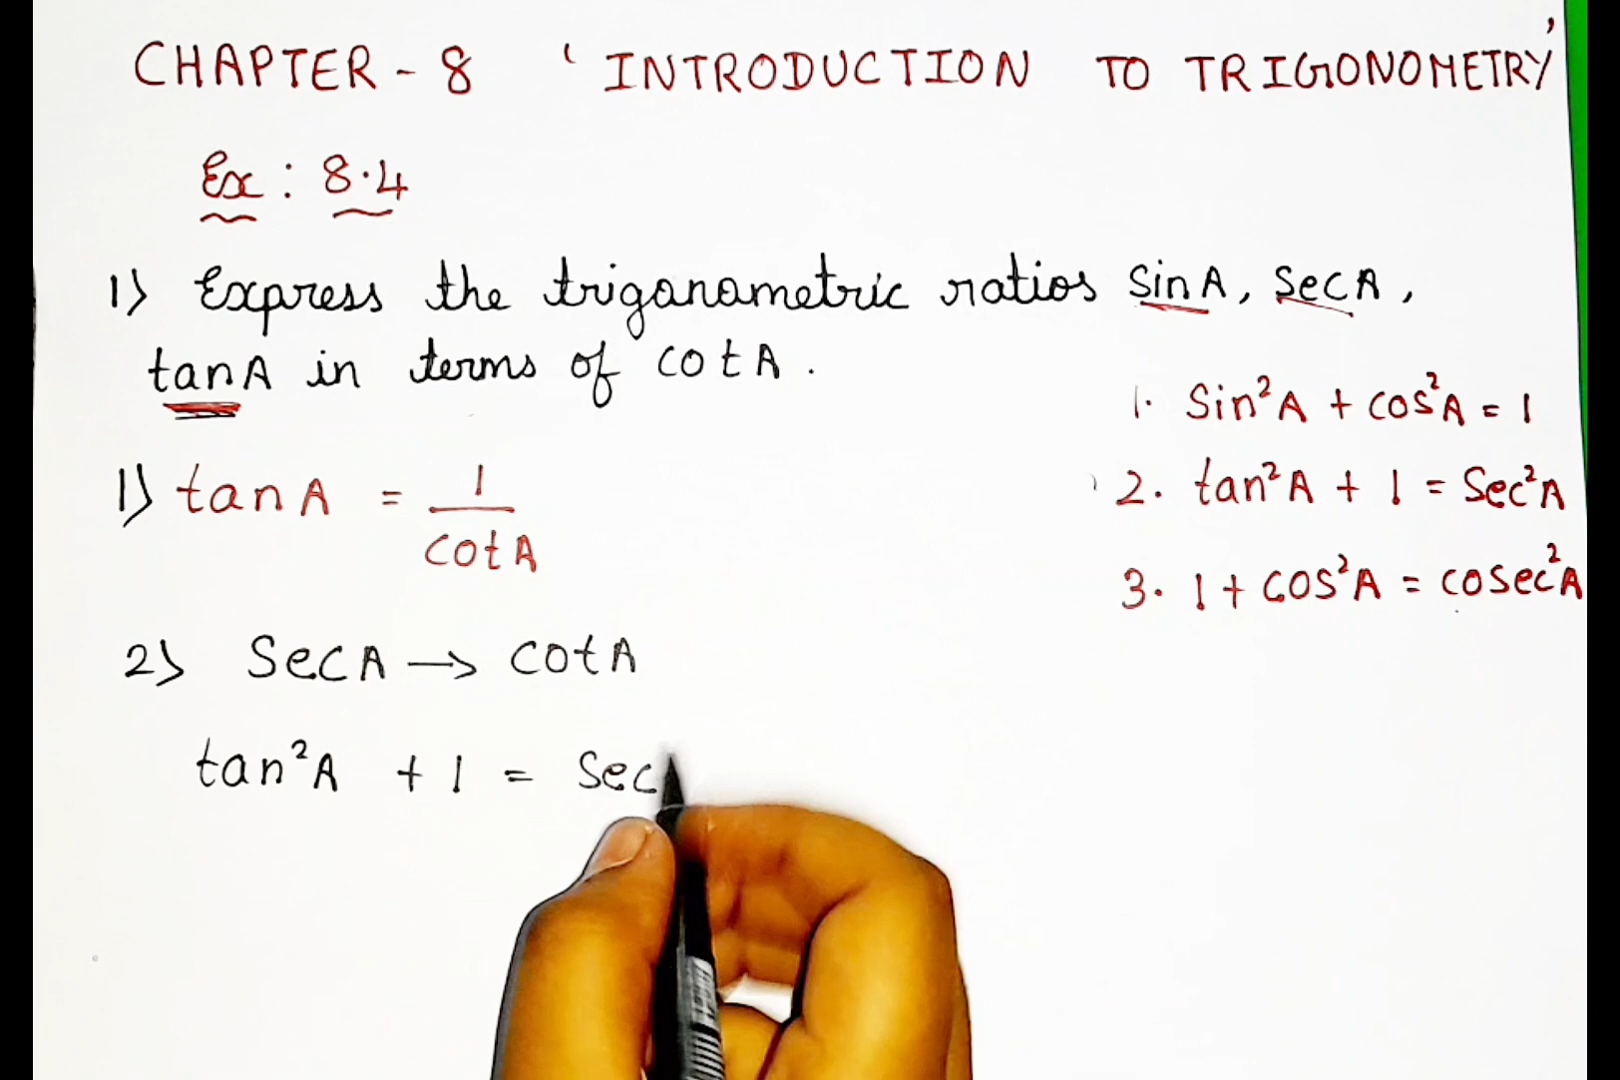 CHAPTER - 8 ‘INTRODUCTION TO TRIGONOMETRY’
Ex : 8.4
1) Express the triganametric ratios sinA, SecA,
tanA in terms of cotA.
1. Sin²A + cos²A = 1
1) tanA = 1/cotA
2. tan²A + 1 = Sec²A
3. 1 + cos²A = cosec²A
2) SecA → cotA
tan²A + 1 = Sec